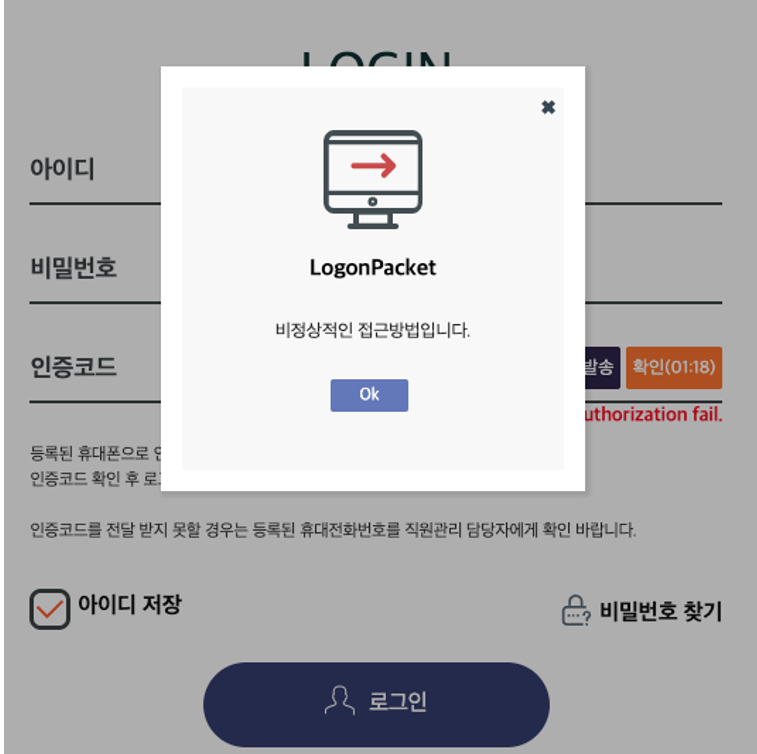 LOGIN
아이디
LogonPacket
비밀번호
비정상적인 접근방법입니다.
인증코드
발송
확인(01:18)
Ok
uthorization fail.
등록된 휴대폰으로
인증코드 확인 후
인증코드를 전달 받지 못할 경우는 등록된 휴대전화번호를 직원관리 담당자에게 확인 바랍니다.
아이디 저장
비밀번호 찾기
로그인